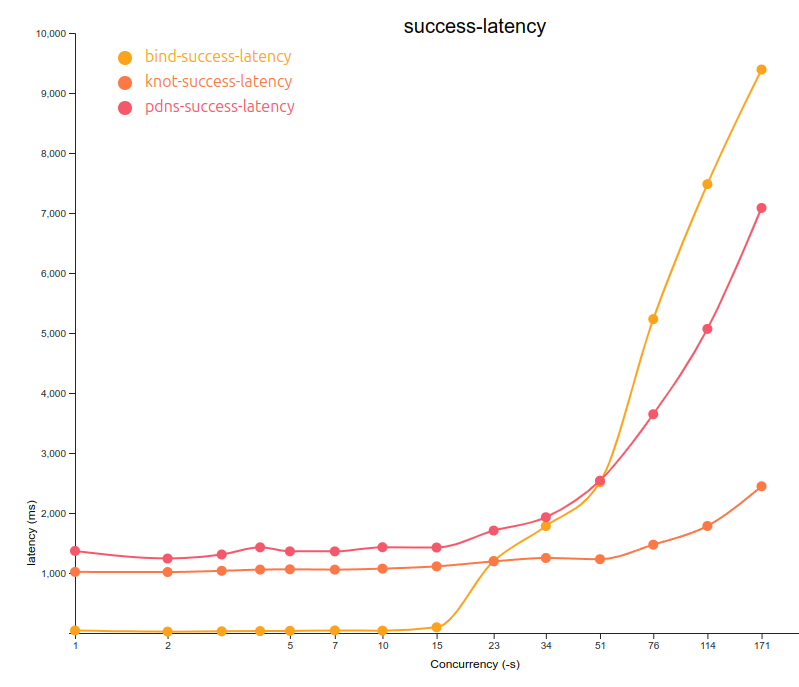 success-latency
bind-success-latency
knot-success-latency
pdns-success-latency
10,000
9,000
8,000
7,000
6,000
5,000
4,000
3,000
2,000
1,000
latency (ms)
1 2 5 7 10 15 23 34 51 76 114 171
Concurrency (-s)